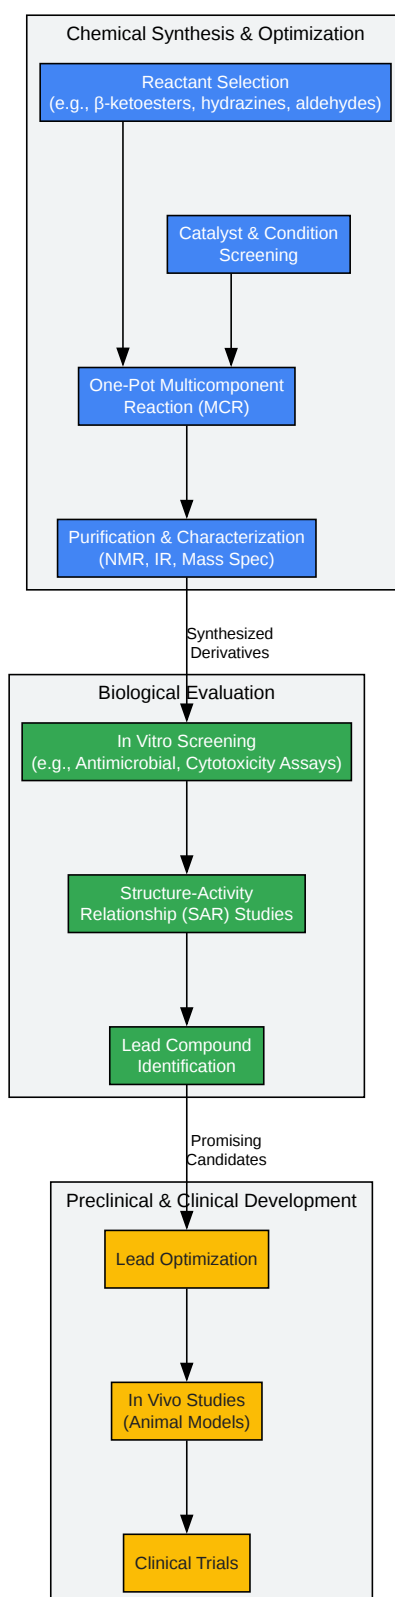 Chemical Synthesis & Optimization
Reactant Selection
(e.g., β-ketoesters, hydrazines, aldehydes)
Catalyst & Condition
Screening
One-Pot Multicomponent
Reaction (MCR)
Purification & Characterization
(NMR, IR, Mass Spec)
Synthesized
Derivatives
Biological Evaluation
In Vitro Screening
(e.g., Antimicrobial, Cytotoxicity Assays)
Structure-Activity
Relationship (SAR) Studies
Lead Compound
Identification
Promising
Candidates
Preclinical & Clinical Development
Lead Optimization
In Vivo Studies
(Animal Models)
Clinical Trials